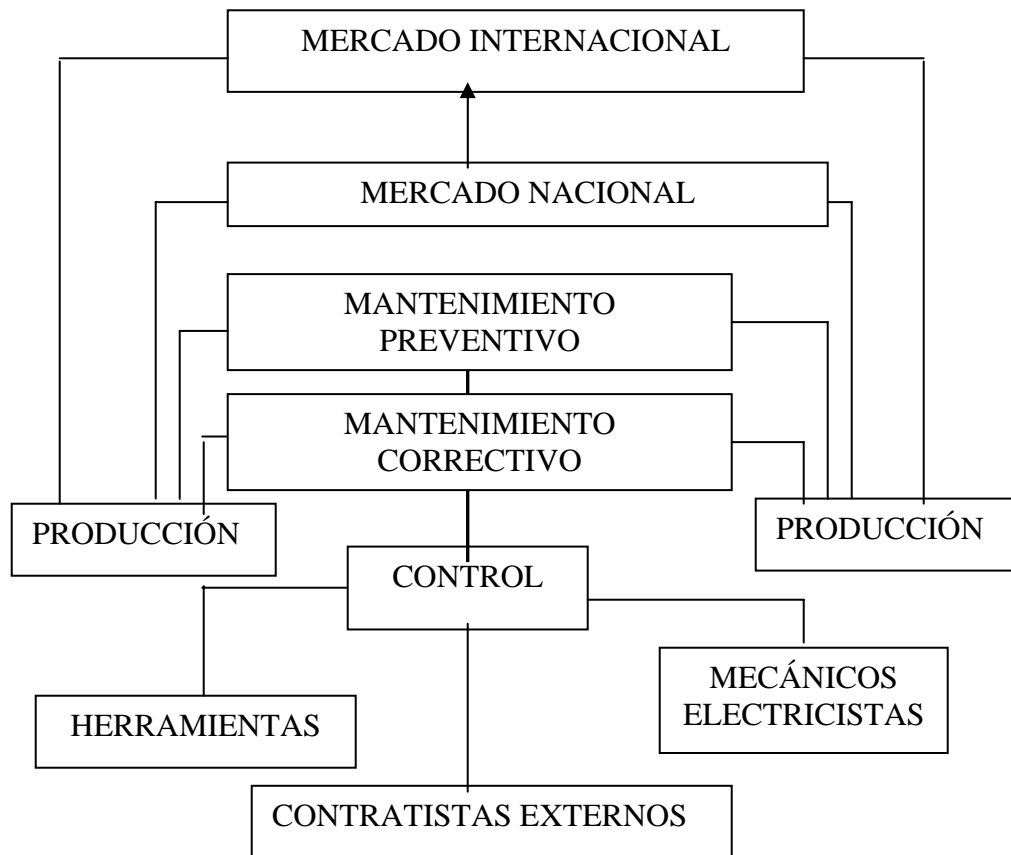 MERCADO INTERNACIONAL
MERCADO NACIONAL
MANTENIMIENTO
PREVENTIVO
MANTENIMIENTO
CORRECTIVO
PRODUCCIÓN
PRODUCCIÓN
CONTROL
MECÁNICOS
ELECTRICISTAS
HERRAMIENTAS
CONTRATISTAS EXTERNOS